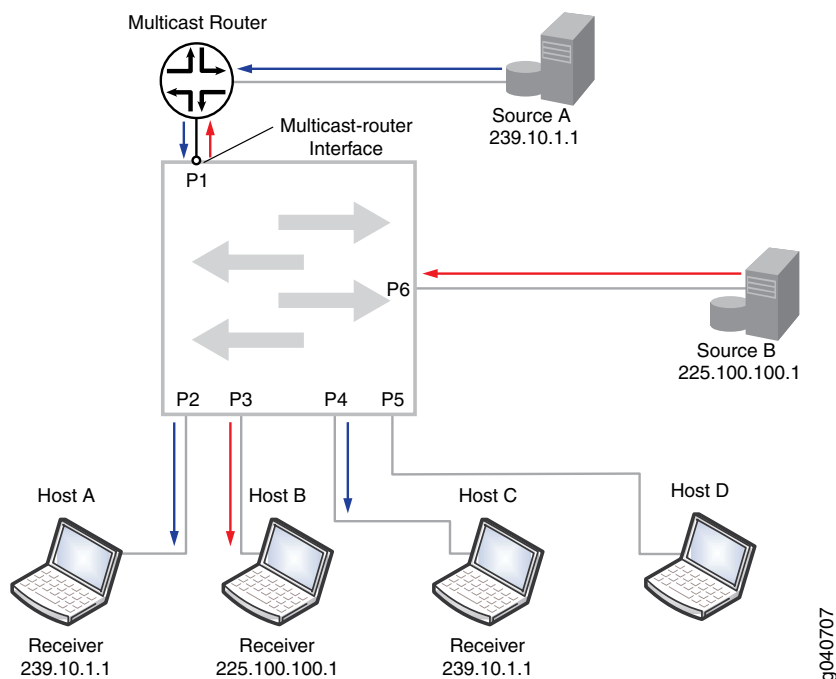 Multicast Router
Source A
239.10.1.1
Multicast-router
Interface
P1
P6
Source B
225.100.100.1
P2
P3
P4
P5
Host A
Host B
Host C
Host D
Receiver
239.10.1.1
Receiver
225.100.100.1
Receiver
239.10.1.1
g040707